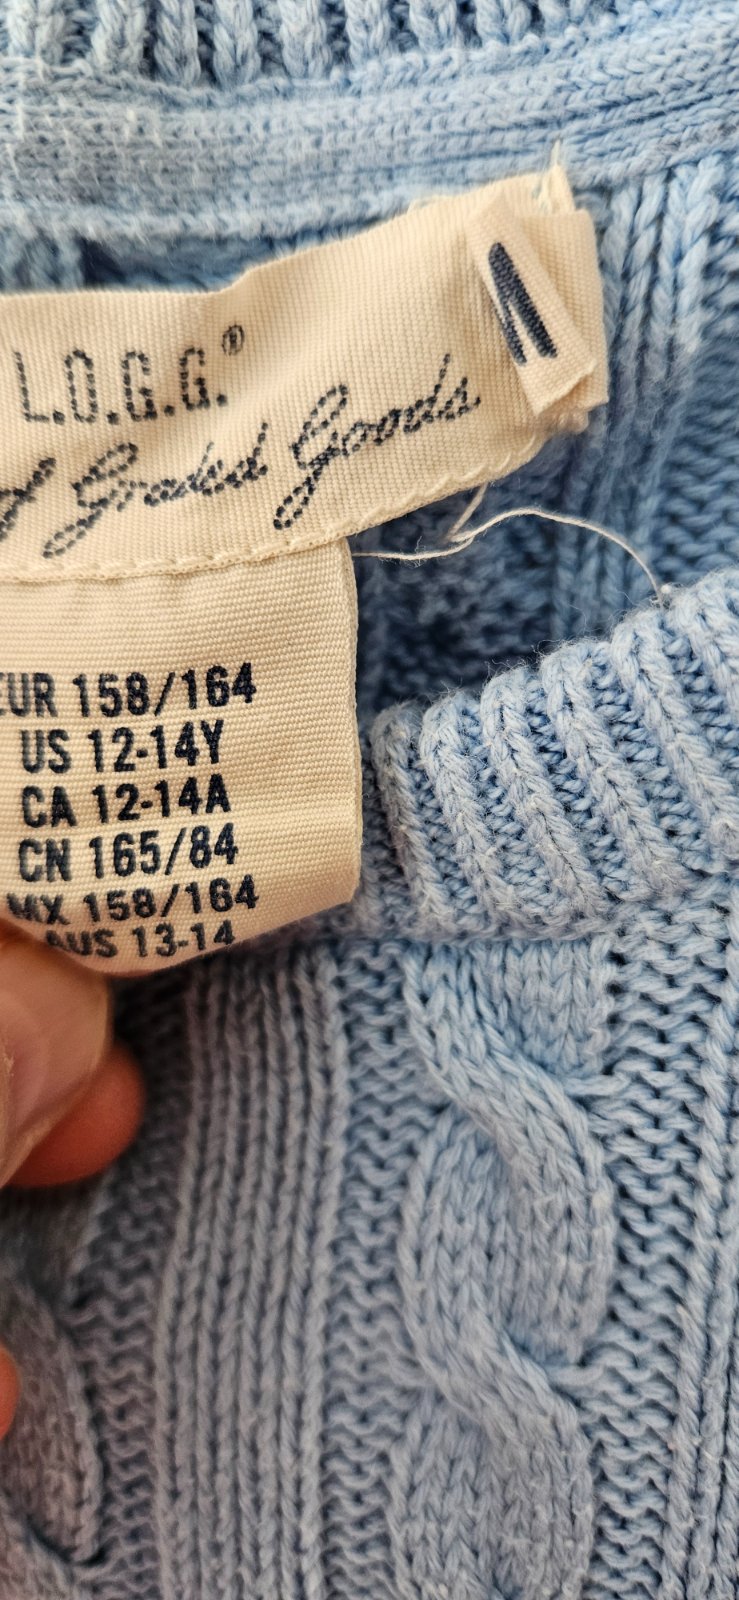 L.O.G.G.®
of Graded Goods
EUR 158/164
US 12-14Y
CA 12-14A
CN 165/84
MX 158/164
AUS 13-14